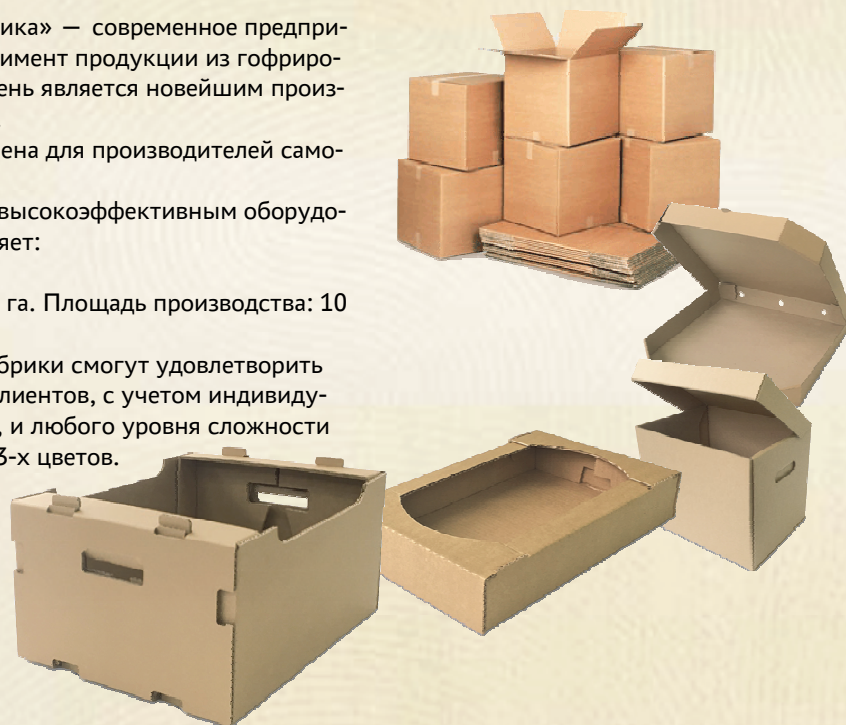 ика» — современное предпри-
имент продукции из гофриро-
ень является новейшим произ-
ена для производителей само-
высокоэффективным оборудо-
яет:
га. Площадь производства: 10
брики смогут удовлетворить
лиентов, с учетом индивиду-
, и любого уровня сложности
3-х цветов.